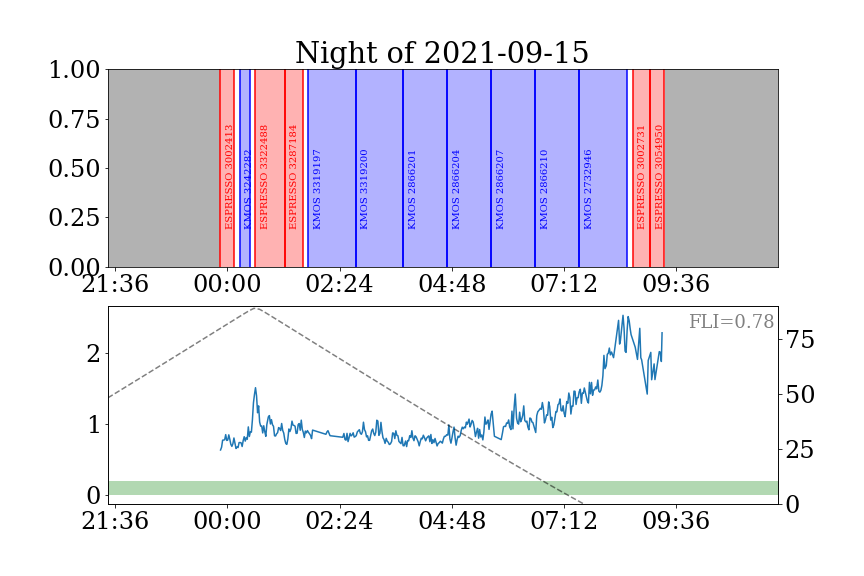 Night of 2021-09-15
1.00
0.75
0.50
0.25
0.00
ESPRESSO 3002413
KMOS 3242282
ESPRESSO 3322488
ESPRESSO 3287184
KMOS 3319197
KMOS 3319200
KMOS 2866201
KMOS 2866204
KMOS 2866207
KMOS 2866210
KMOS 2732946
ESPRESSO 3002731
ESPRESSO 3054950
21:36 00:00 02:24 04:48 07:12 09:36
FLI=0.78
2
1
0
75
50
25
0
21:36 00:00 02:24 04:48 07:12 09:36